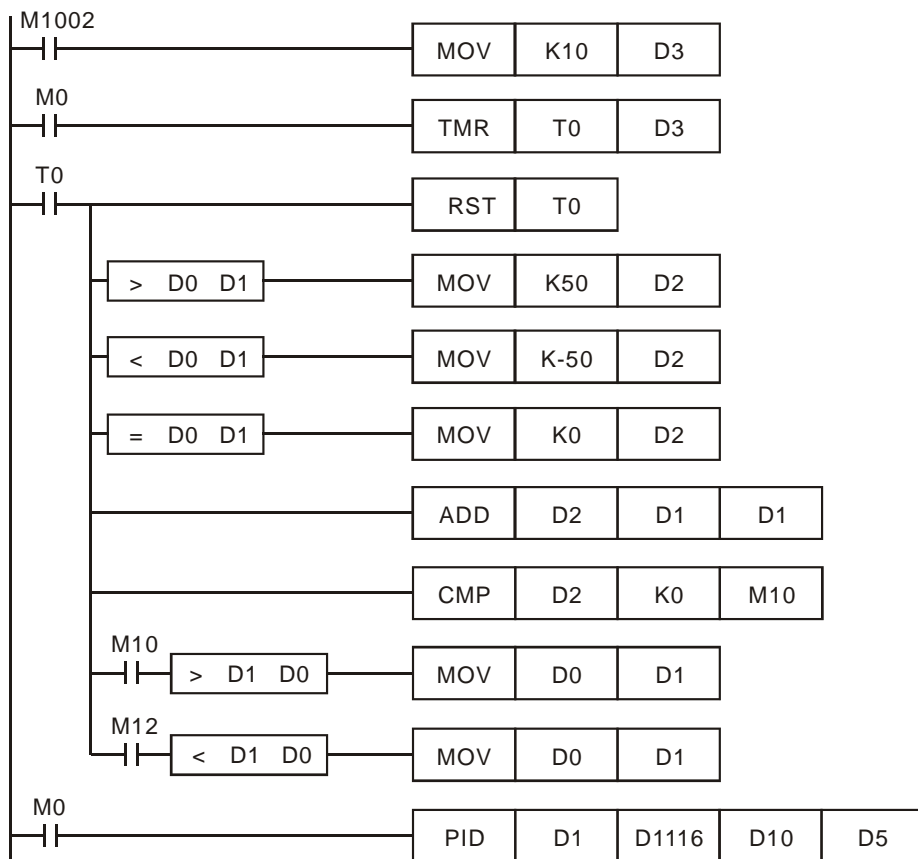 M1002
MOV K10 D3
M0
TMR T0 D3
T0
RST T0
> D0 D1 MOV K50 D2
< D0 D1 MOV K-50 D2
= D0 D1 MOV K0 D2
ADD D2 D1 D1
CMP D2 K0 M10
M10
> D1 D0 MOV D0 D1
M12
< D1 D0 MOV D0 D1
M0
PID D1 D1116 D10 D5